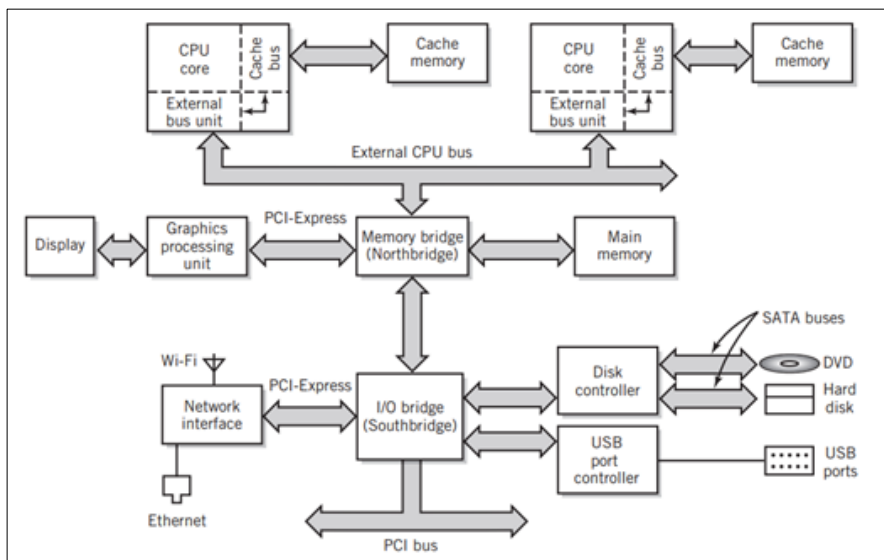 CPU
core
Cache
bus
External
bus unit
Cache
memory
CPU
core
Cache
bus
External
bus unit
Cache
memory
External CPU bus
Display
Graphics
processing
unit
PCI-Express
Memory bridge
(Northbridge)
Main
memory
SATA buses
Wi-Fi
Network
interface
PCI-Express
I/O bridge
(Southbridge)
Disk
controller
DVD
Hard
disk
USB
port
controller
USB
ports
Ethernet
PCI bus